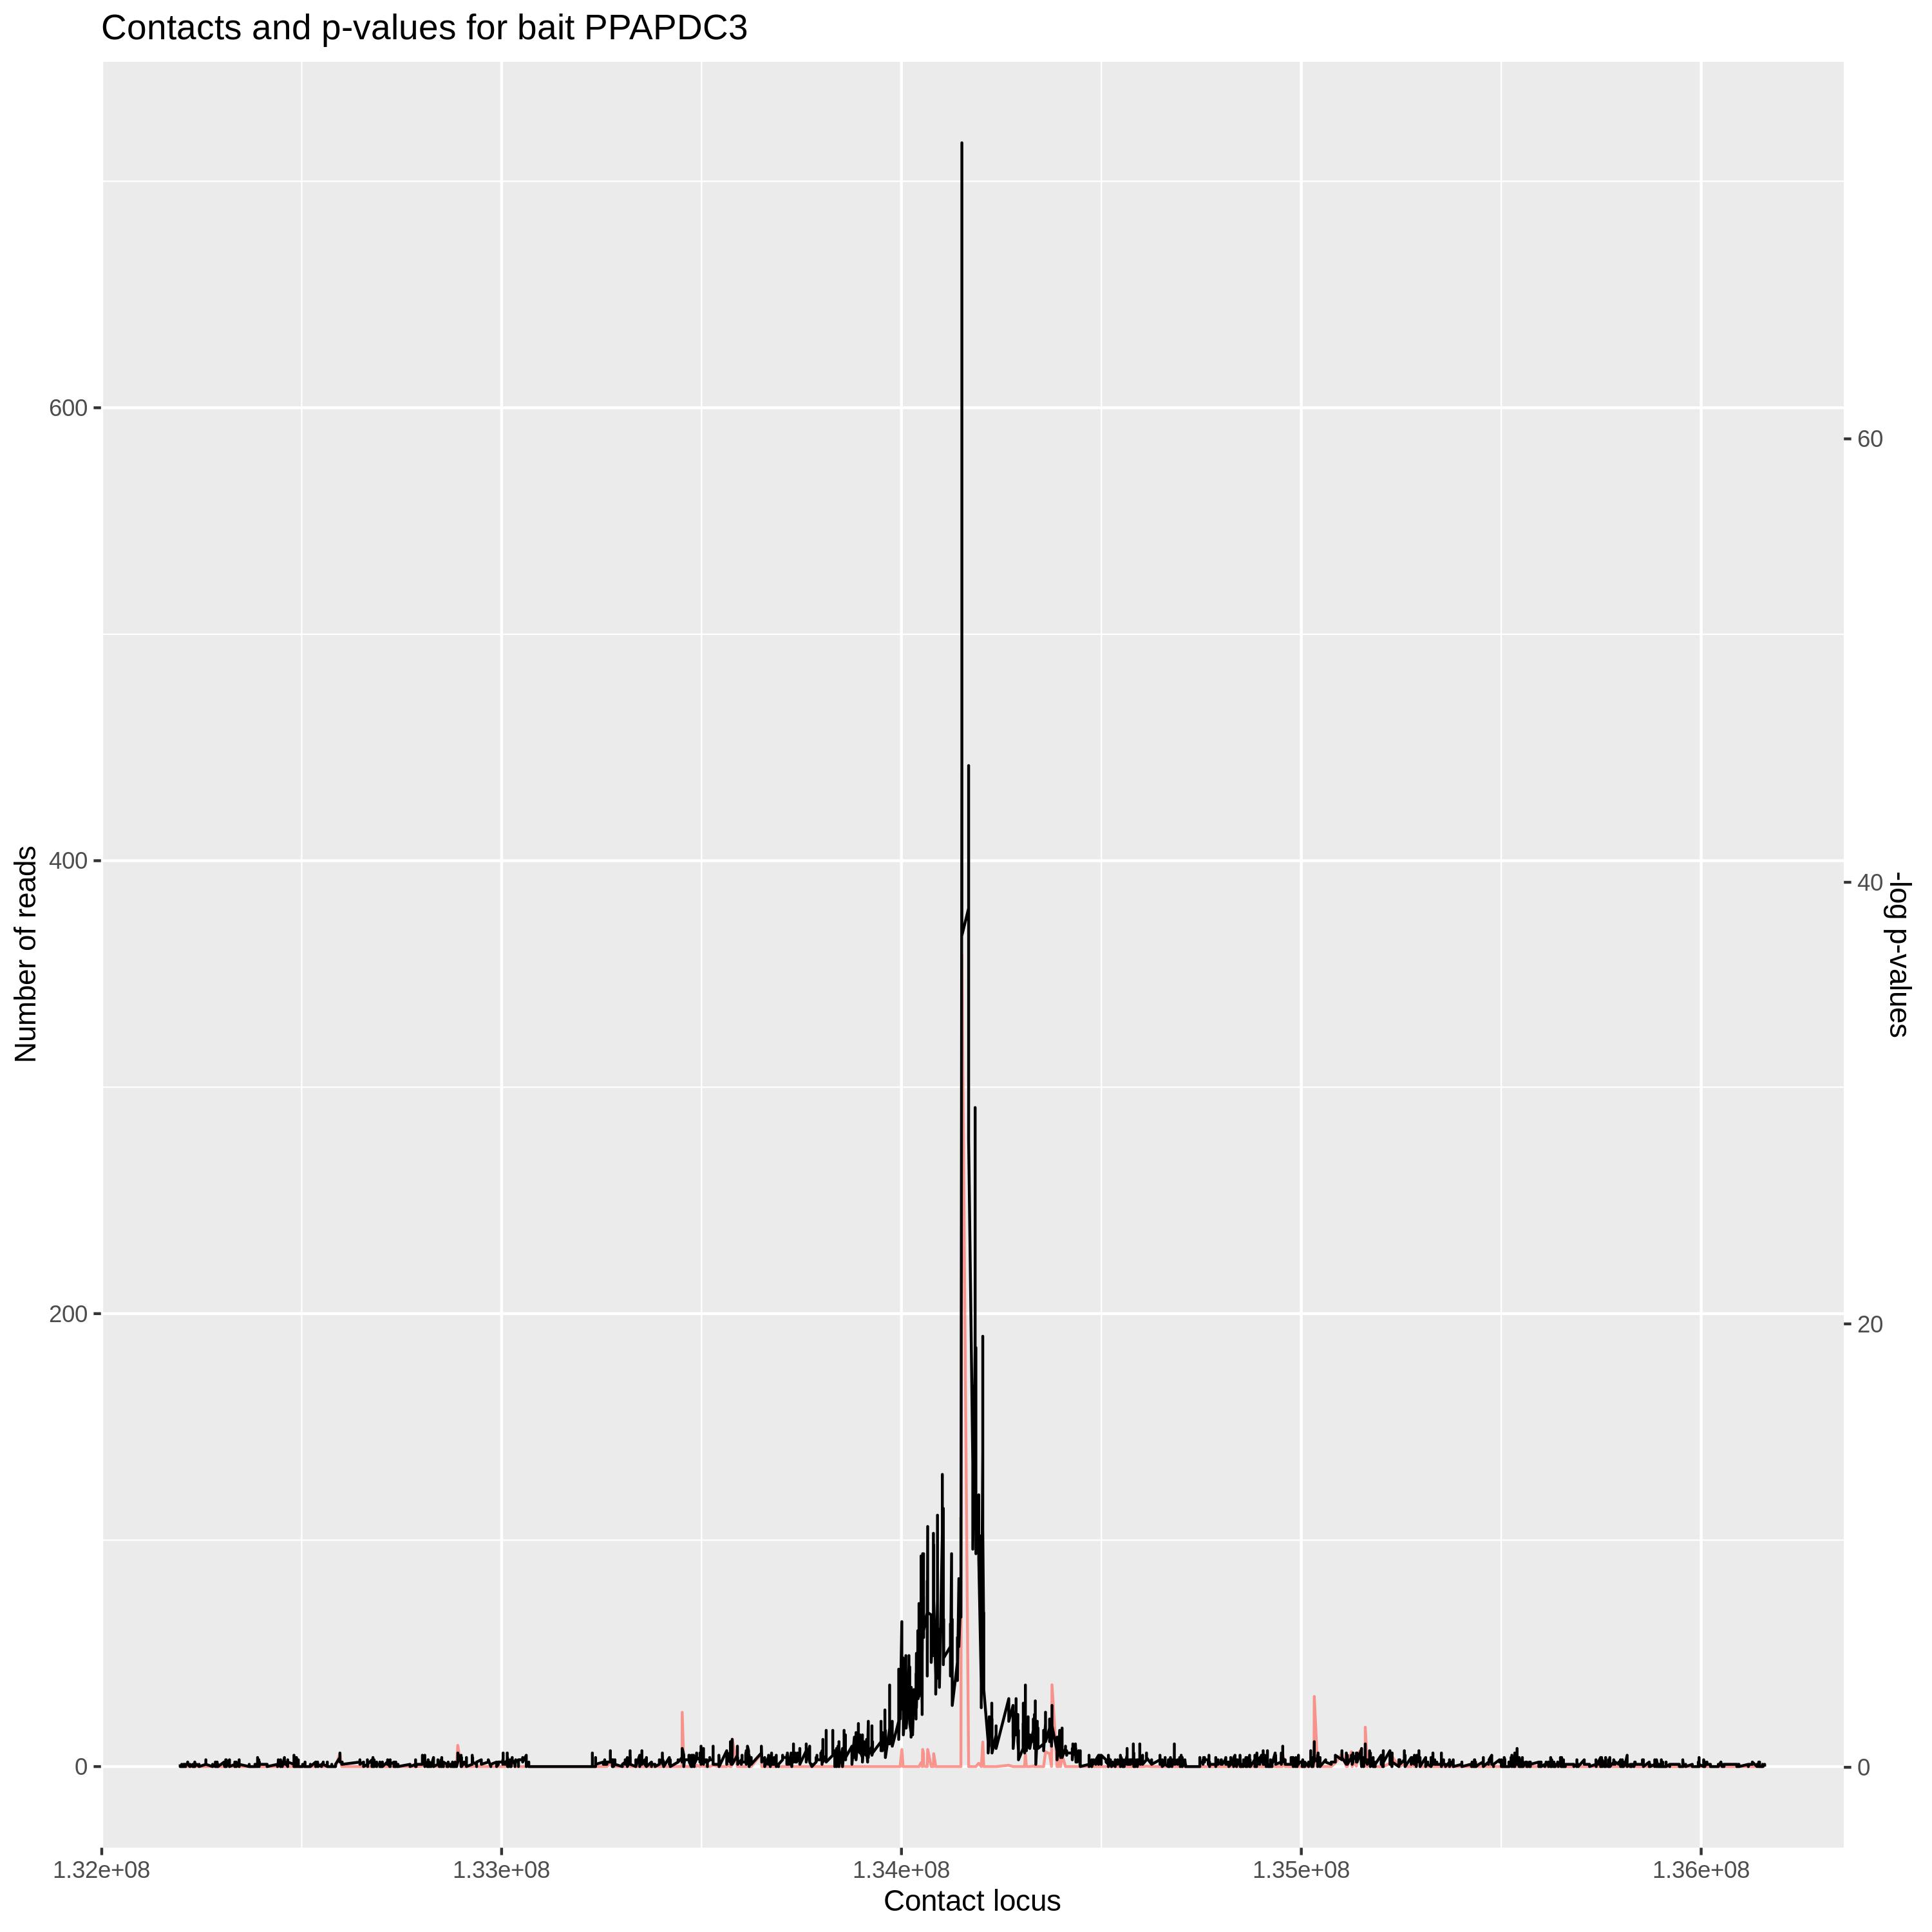 Contacts and p-values for bait PPAPDC3
600
400
200
0
Number of reads
60
40
20
0
-log p-values
1.32e+08
1.33e+08
1.34e+08
1.35e+08
1.36e+08
Contact locus